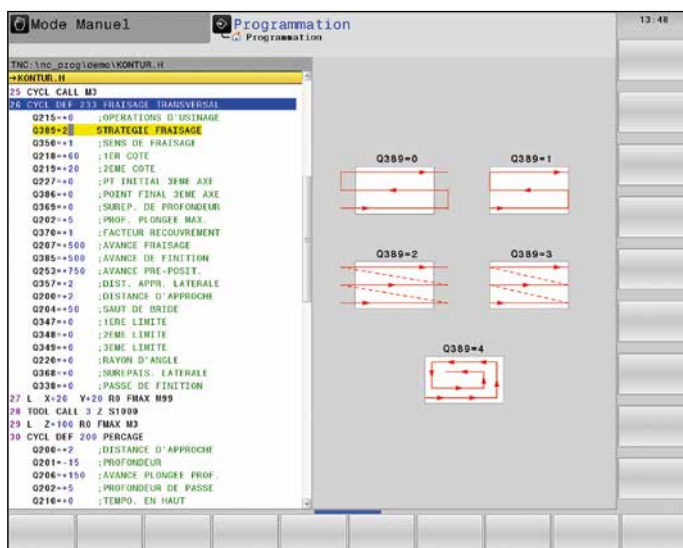 Mode Manuel
Programmation
Programmation
13:48
TNC:\nc_prog\demo\KONTUR.H
→KONTUR.H
25 CYCL CALL M3
26 CYCL DEF 233 FRAISAGE TRANSVERSAL
Q215=+0 ;OPERATIONS D'USINAGE
Q389=2 STRATEGIE FRAISAGE
Q350=+1 ;SENS DE FRAISAGE
Q218=+60 ;1ER COTE
Q219=+20 ;2EME COTE
Q227=+0 ;PT INITIAL 3EME AXE
Q386=+0 ;POINT FINAL 3EME AXE
Q369=+0 ;SUREP. DE PROFONDEUR
Q202=+5 ;PROF. PLONGEE MAX.
Q370=+1 ;FACTEUR RECOUVREMENT
Q207=+500 ;AVANCE FRAISAGE
Q385=+500 ;AVANCE DE FINITION
Q253=+750 ;AVANCE PRE-POSIT.
Q357=+2 ;DIST. APPR. LATERALE
Q200=+2 ;DISTANCE D'APPROCHE
Q204=+50 ;SAUT DE BRIDE
Q347=+0 ;1ERE LIMITE
Q348=+0 ;2EME LIMITE
Q349=+0 ;3EME LIMITE
Q220=+0 ;RAYON D'ANGLE
Q368=+0 ;SUREPAIS. LATERALE
Q338=+0 ;PASSE DE FINITION
27 L X+20 Y+20 R0 FMAX M99
28 TOOL CALL 3 Z S1000
29 L Z+100 R0 FMAX M3
30 CYCL DEF 200 PERCAGE
Q200=+2 ;DISTANCE D'APPROCHE
Q201=-15 ;PROFONDEUR
Q206=+150 ;AVANCE PLONGEE PROF.
Q202=+5 ;PROFONDEUR DE PASSE
Q210=+0 ;TEMPO. EN HAUT
Q389=0
Q389=1
Q389=2
Q389=3
Q389=4